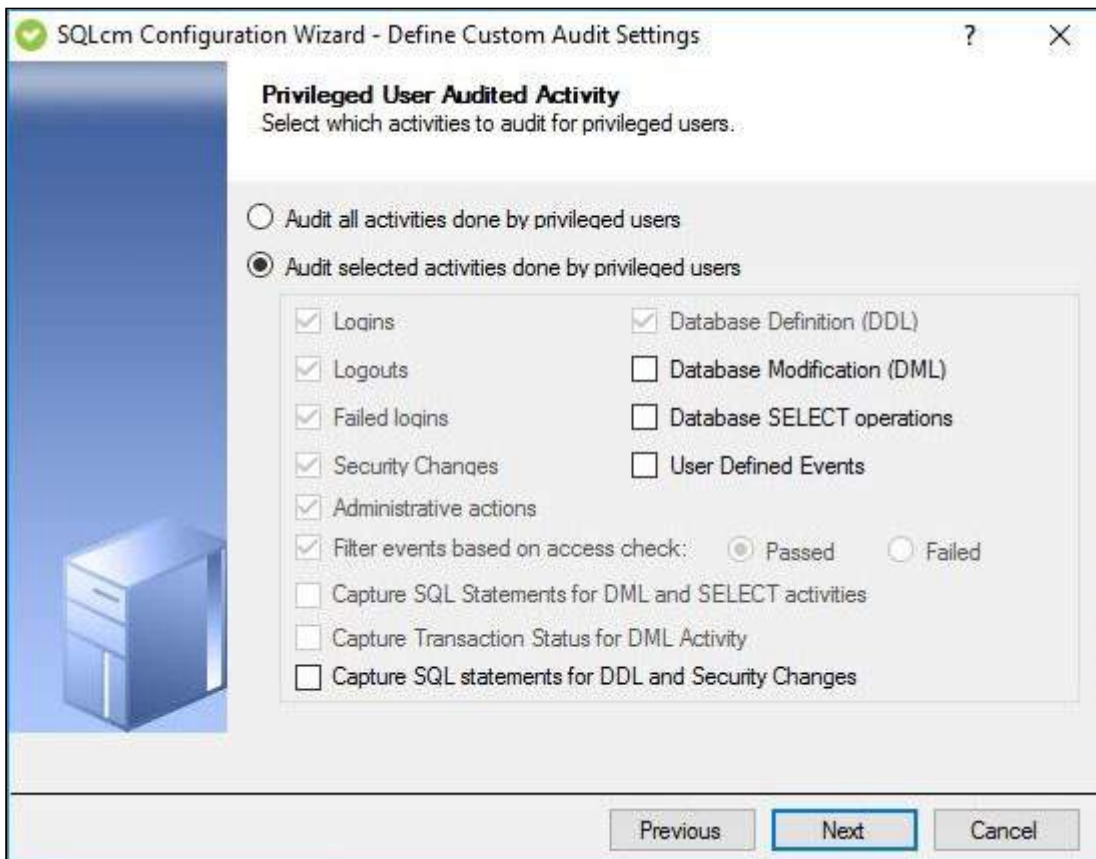 SQLcm Configuration Wizard - Define Custom Audit Settings
?
Privileged User Audited Activity
Select which activities to audit for privileged users.
Audit all activities done by privileged users
Audit selected activities done by privileged users
Logins
Database Definition (DDL)
Logouts
Database Modification (DML)
Failed logins
Database SELECT operations
Security Changes
User Defined Events
Administrative actions
Filter events based on access check: Passed Failed
Capture SQL Statements for DML and SELECT activities
Capture Transaction Status for DML Activity
Capture SQL statements for DDL and Security Changes
Previous
Next
Cancel